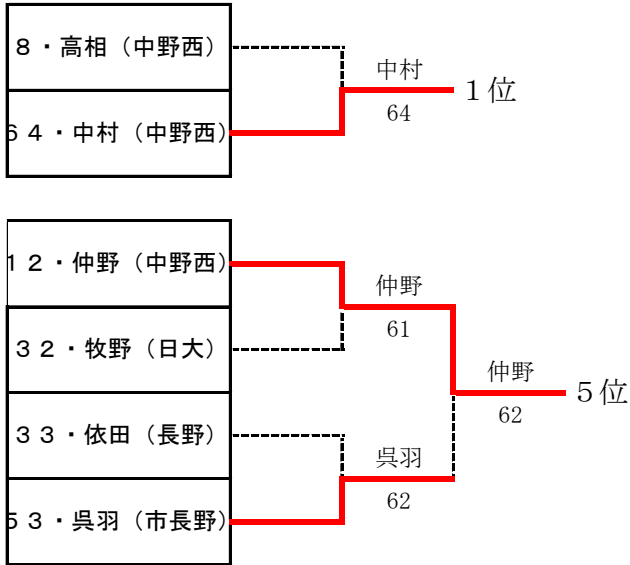 8・高相（中野西）
中村
64
1位
64・中村（中野西）
12・仲野（中野西）
仲野
61
32・牧野（日大）
仲野
62
5位
33・依田（長野）
呉羽
62
53・呉羽（市長野）